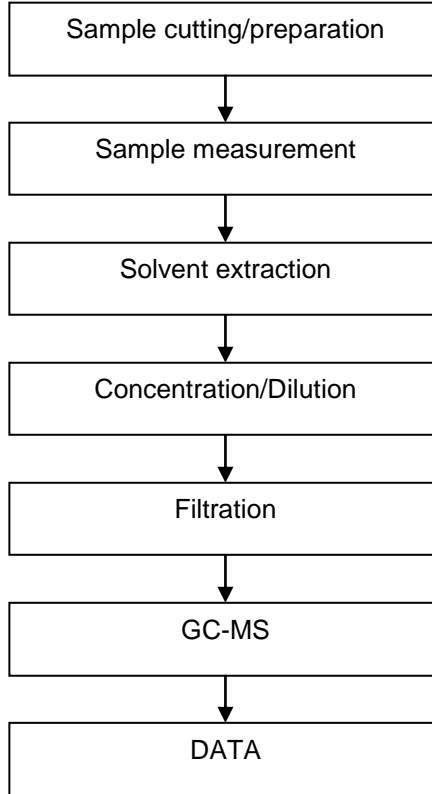 Sample cutting/preparation
Sample measurement
Solvent extraction
Concentration/Dilution
Filtration
GC-MS
DATA